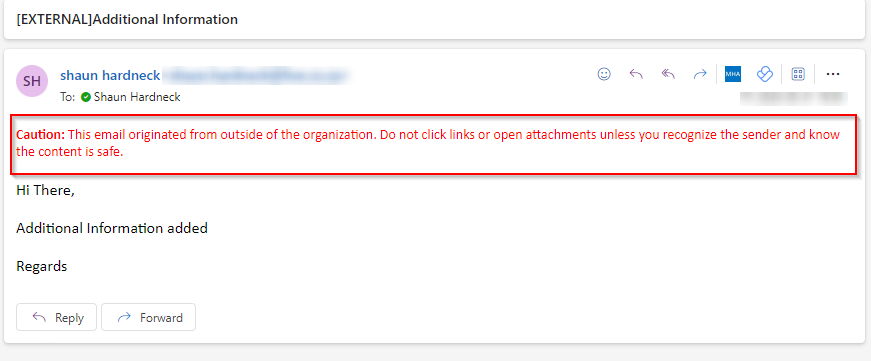 [EXTERNAL]Additional Information
SH
shaun hardneck
MHA
To: Shaun Hardneck
Caution: This email originated from outside of the organization. Do not click links or open attachments unless you recognize the sender and know
the content is safe.
Hi There,
Additional Information added
Regards
Reply
Forward